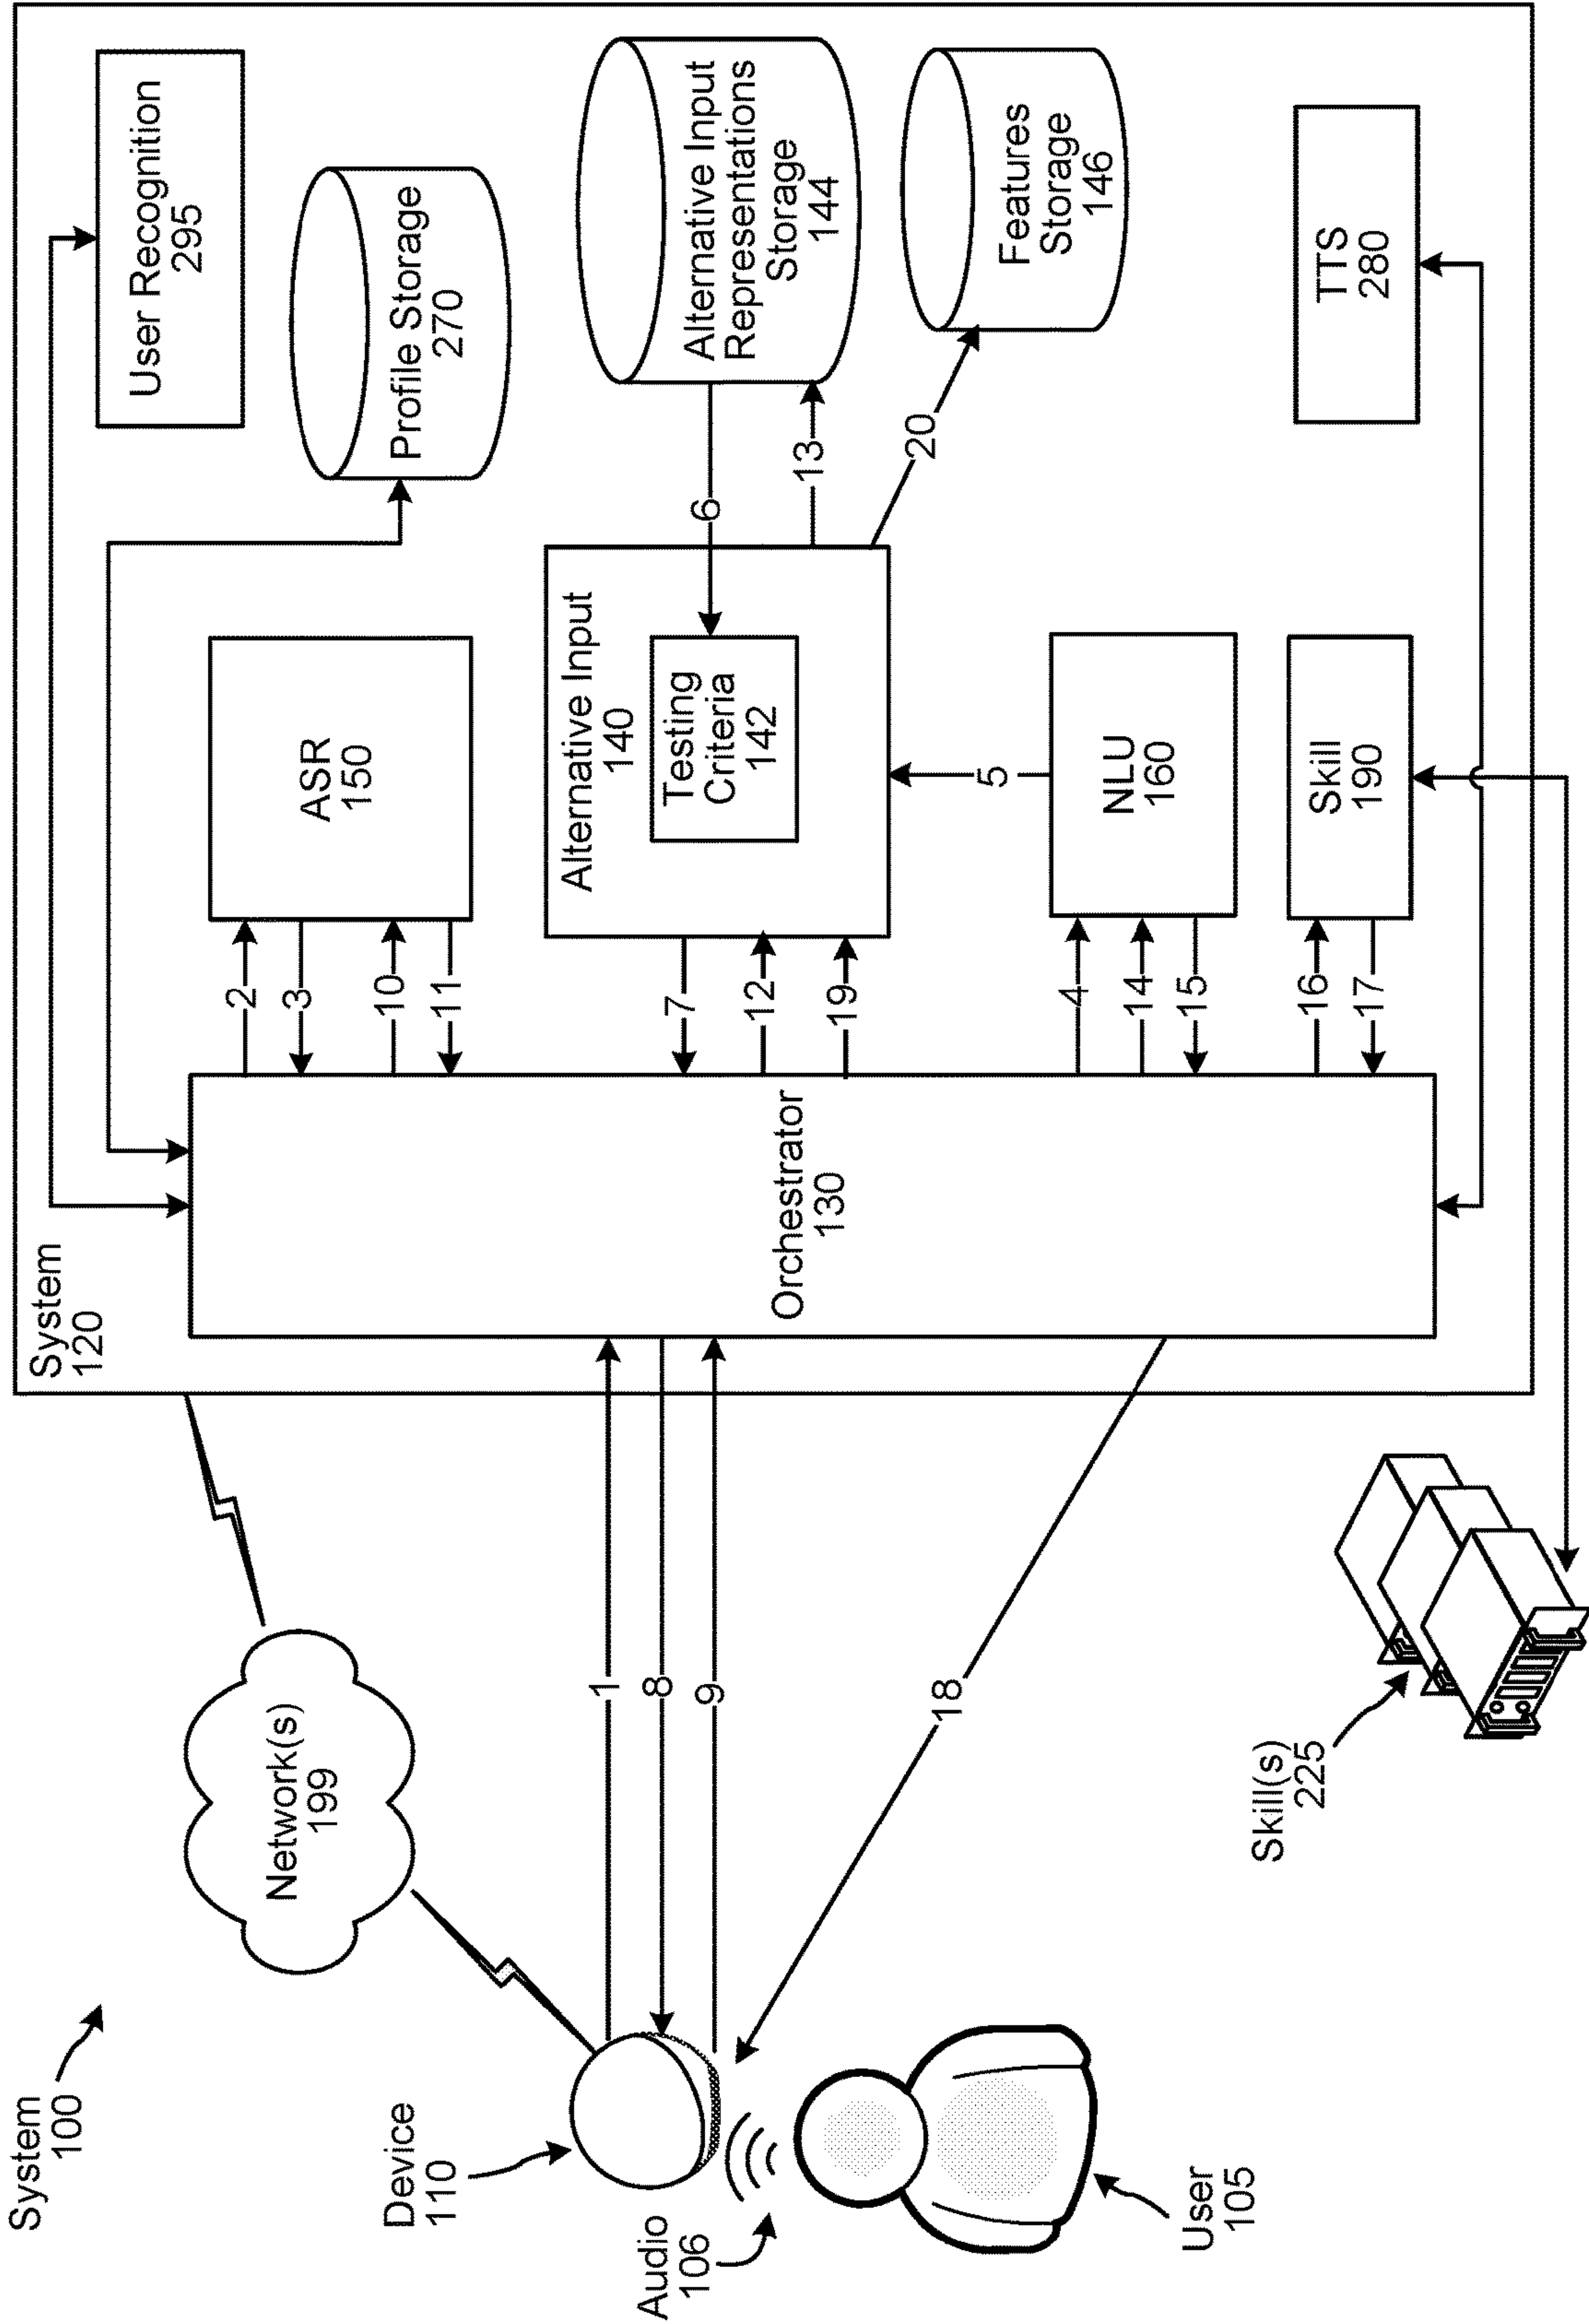 System
100
Device
110
Audio
106
User
105
Network(s)
199
Skill(s)
225
1
8
9
18
System
120
Orchestrator
130
2
3
10
11
7
12
19
4
14
15
16
17
ASR
150
Alternative Input
140
Testing
Criteria
142
5
NLU
160
Skill
190
6
13
20
User Recognition
295
Profile Storage
270
Alternative Input
Representations
Storage
144
Features
Storage
146
TTS
280